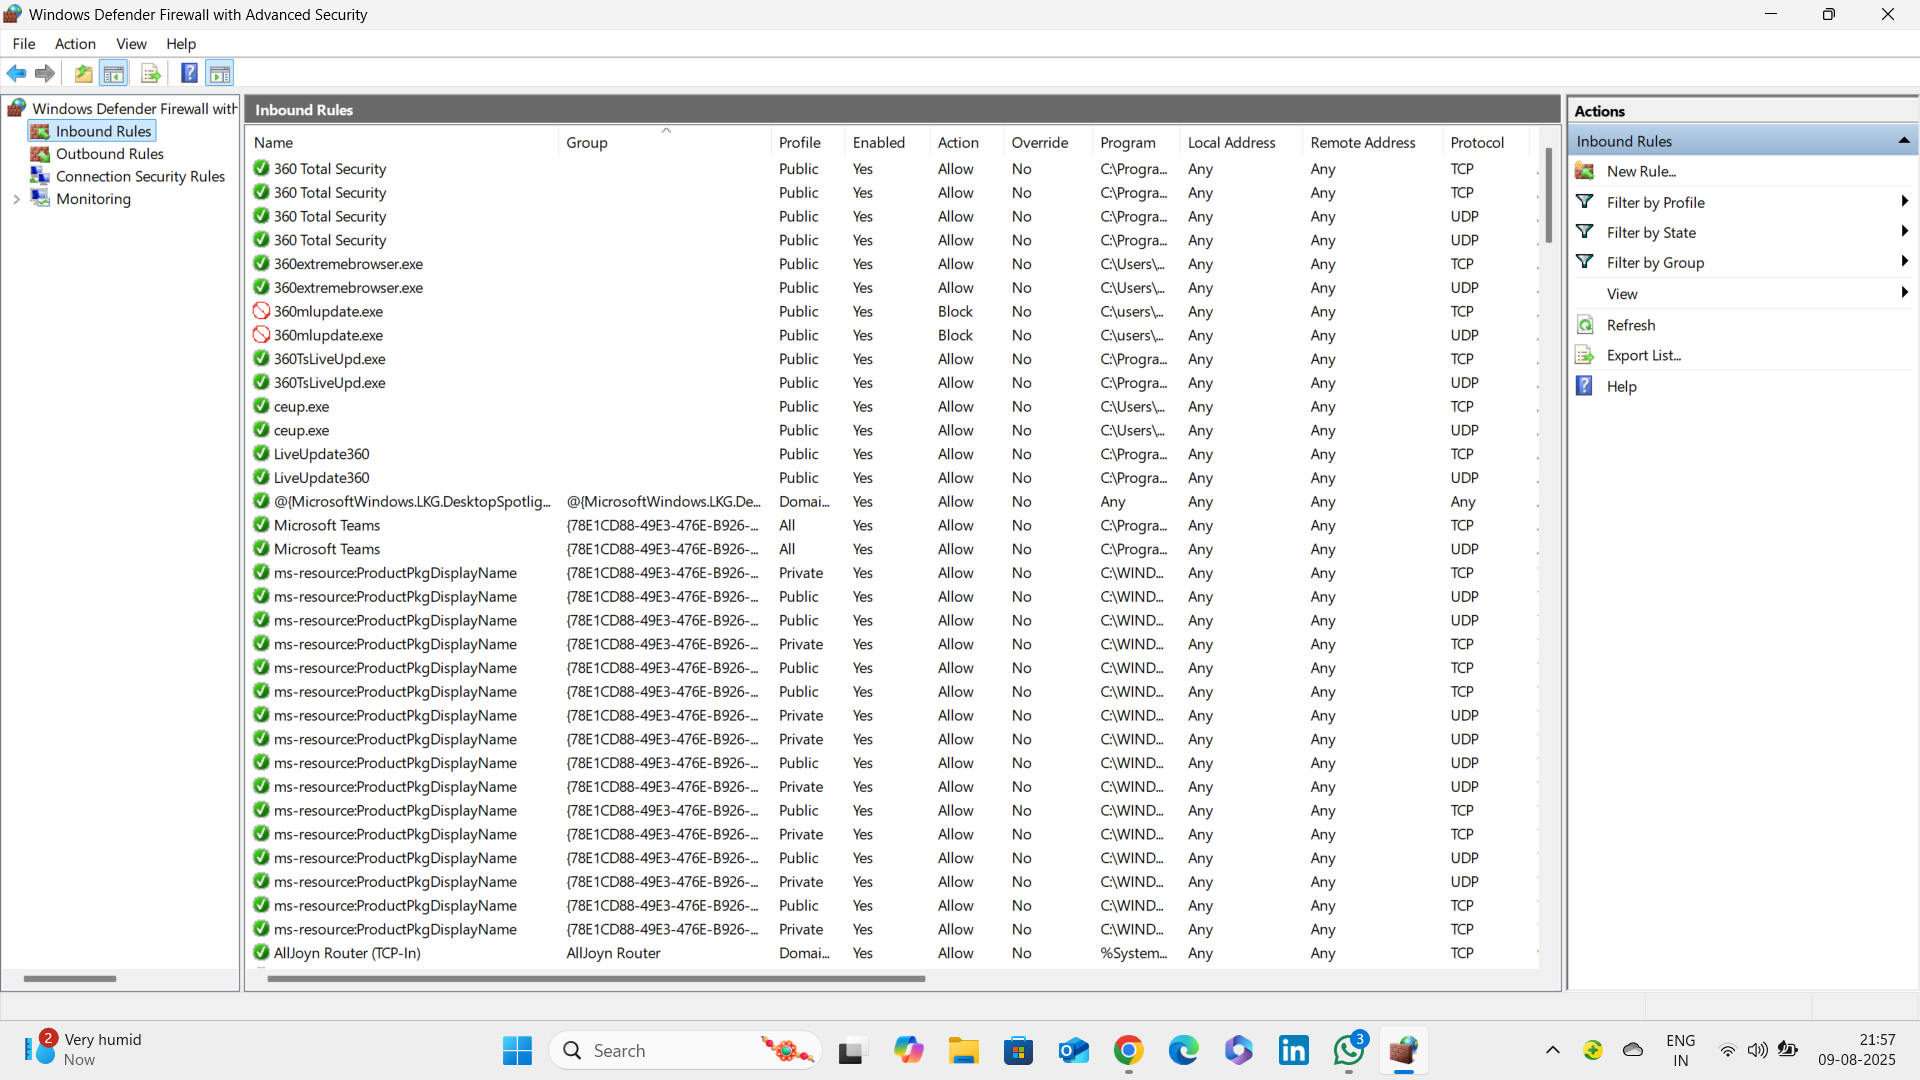 Windows Defender Firewall with Advanced Security
File Action View Help
Windows Defender Firewall with
Inbound Rules
Outbound Rules
Connection Security Rules
Monitoring
Inbound Rules
Name Group Profile Enabled Action Override Program Local Address Remote Address Protocol
360 Total Security Public Yes Allow No C:\Progra... Any Any TCP
360 Total Security Public Yes Allow No C:\Progra... Any Any TCP
360 Total Security Public Yes Allow No C:\Progra... Any Any UDP
360 Total Security Public Yes Allow No C:\Progra... Any Any UDP
360extremebrowser.exe Public Yes Allow No C:\Users\... Any Any TCP
360extremebrowser.exe Public Yes Allow No C:\Users\... Any Any UDP
360mlupdate.exe Public Yes Block No C:\users\... Any Any TCP
360mlupdate.exe Public Yes Block No C:\users\... Any Any UDP
360TsLiveUpd.exe Public Yes Allow No C:\Progra... Any Any TCP
360TsLiveUpd.exe Public Yes Allow No C:\Progra... Any Any UDP
ceup.exe Public Yes Allow No C:\Users\... Any Any TCP
ceup.exe Public Yes Allow No C:\Users\... Any Any UDP
LiveUpdate360 Public Yes Allow No C:\Progra... Any Any TCP
LiveUpdate360 Public Yes Allow No C:\Progra... Any Any UDP
@{MicrosoftWindows.LKG.DesktopSpotlig... @{MicrosoftWindows.LKG.De... Domai... Yes Allow No Any Any Any Any
Microsoft Teams {78E1CD88-49E3-476E-B926-... All Yes Allow No C:\Progra... Any Any TCP
Microsoft Teams {78E1CD88-49E3-476E-B926-... All Yes Allow No C:\Progra... Any Any UDP
ms-resource:ProductPkgDisplayName {78E1CD88-49E3-476E-B926-... Private Yes Allow No C:\WIND... Any Any TCP
ms-resource:ProductPkgDisplayName {78E1CD88-49E3-476E-B926-... Public Yes Allow No C:\WIND... Any Any UDP
ms-resource:ProductPkgDisplayName {78E1CD88-49E3-476E-B926-... Public Yes Allow No C:\WIND... Any Any UDP
ms-resource:ProductPkgDisplayName {78E1CD88-49E3-476E-B926-... Private Yes Allow No C:\WIND... Any Any TCP
ms-resource:ProductPkgDisplayName {78E1CD88-49E3-476E-B926-... Public Yes Allow No C:\WIND... Any Any TCP
ms-resource:ProductPkgDisplayName {78E1CD88-49E3-476E-B926-... Public Yes Allow No C:\WIND... Any Any TCP
ms-resource:ProductPkgDisplayName {78E1CD88-49E3-476E-B926-... Private Yes Allow No C:\WIND... Any Any UDP
ms-resource:ProductPkgDisplayName {78E1CD88-49E3-476E-B926-... Private Yes Allow No C:\WIND... Any Any UDP
ms-resource:ProductPkgDisplayName {78E1CD88-49E3-476E-B926-... Public Yes Allow No C:\WIND... Any Any UDP
ms-resource:ProductPkgDisplayName {78E1CD88-49E3-476E-B926-... Private Yes Allow No C:\WIND... Any Any UDP
ms-resource:ProductPkgDisplayName {78E1CD88-49E3-476E-B926-... Public Yes Allow No C:\WIND... Any Any TCP
ms-resource:ProductPkgDisplayName {78E1CD88-49E3-476E-B926-... Private Yes Allow No C:\WIND... Any Any TCP
ms-resource:ProductPkgDisplayName {78E1CD88-49E3-476E-B926-... Public Yes Allow No C:\WIND... Any Any UDP
ms-resource:ProductPkgDisplayName {78E1CD88-49E3-476E-B926-... Private Yes Allow No C:\WIND... Any Any UDP
ms-resource:ProductPkgDisplayName {78E1CD88-49E3-476E-B926-... Public Yes Allow No C:\WIND... Any Any TCP
ms-resource:ProductPkgDisplayName {78E1CD88-49E3-476E-B926-... Private Yes Allow No C:\WIND... Any Any TCP
AllJoyn Router (TCP-In) AllJoyn Router Domai... Yes Allow No %System... Any Any TCP
Actions
Inbound Rules
New Rule...
Filter by Profile
Filter by State
Filter by Group
View
Refresh
Export List...
Help
2
Very humid
Now
Search
3
ENG
IN
21:57
09-08-2025